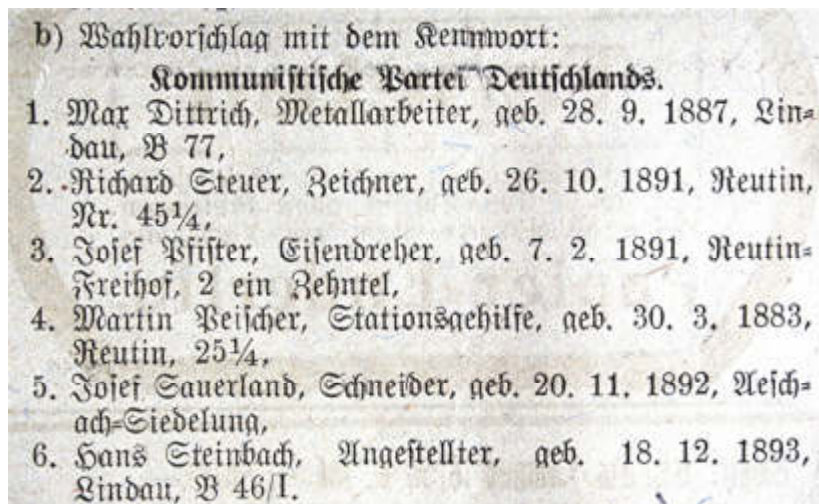 b) Wahlvorschlag mit dem Kennwort:
Kommunistische Partei Deutschlands.
1. Max Dittrich, Metallarbeiter, geb. 28. 9. 1887, Lin=
dau, B 77,
2. Richard Steuer, Zeichner, geb. 26. 10. 1891, Reutin,
Nr. 45¼,
3. Josef Pfister, Eisendreher, geb. 7. 2. 1891, Reutin=
Freihof, 2 ein Zehntel,
4. Martin Peischer, Stationsgehilfe, geb. 30. 3. 1883,
Reutin, 25¼,
5. Josef Sauerland, Schneider, geb. 20. 11. 1892, Aesch=
ach=Siedelung,
6. Hans Steinbach, Angestellter, geb. 18. 12. 1893,
Lindau, B 46/I.